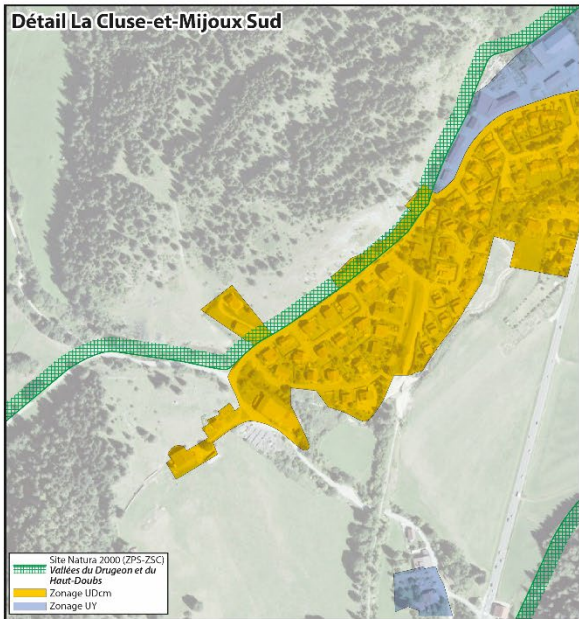 Détail La Cluse-et-Mijoux Sud
Site Natura 2000 (ZPS-ZSC)
Vallées du Drugeon et du
Haut-Doubs
Zonage UDcm
Zonage UY